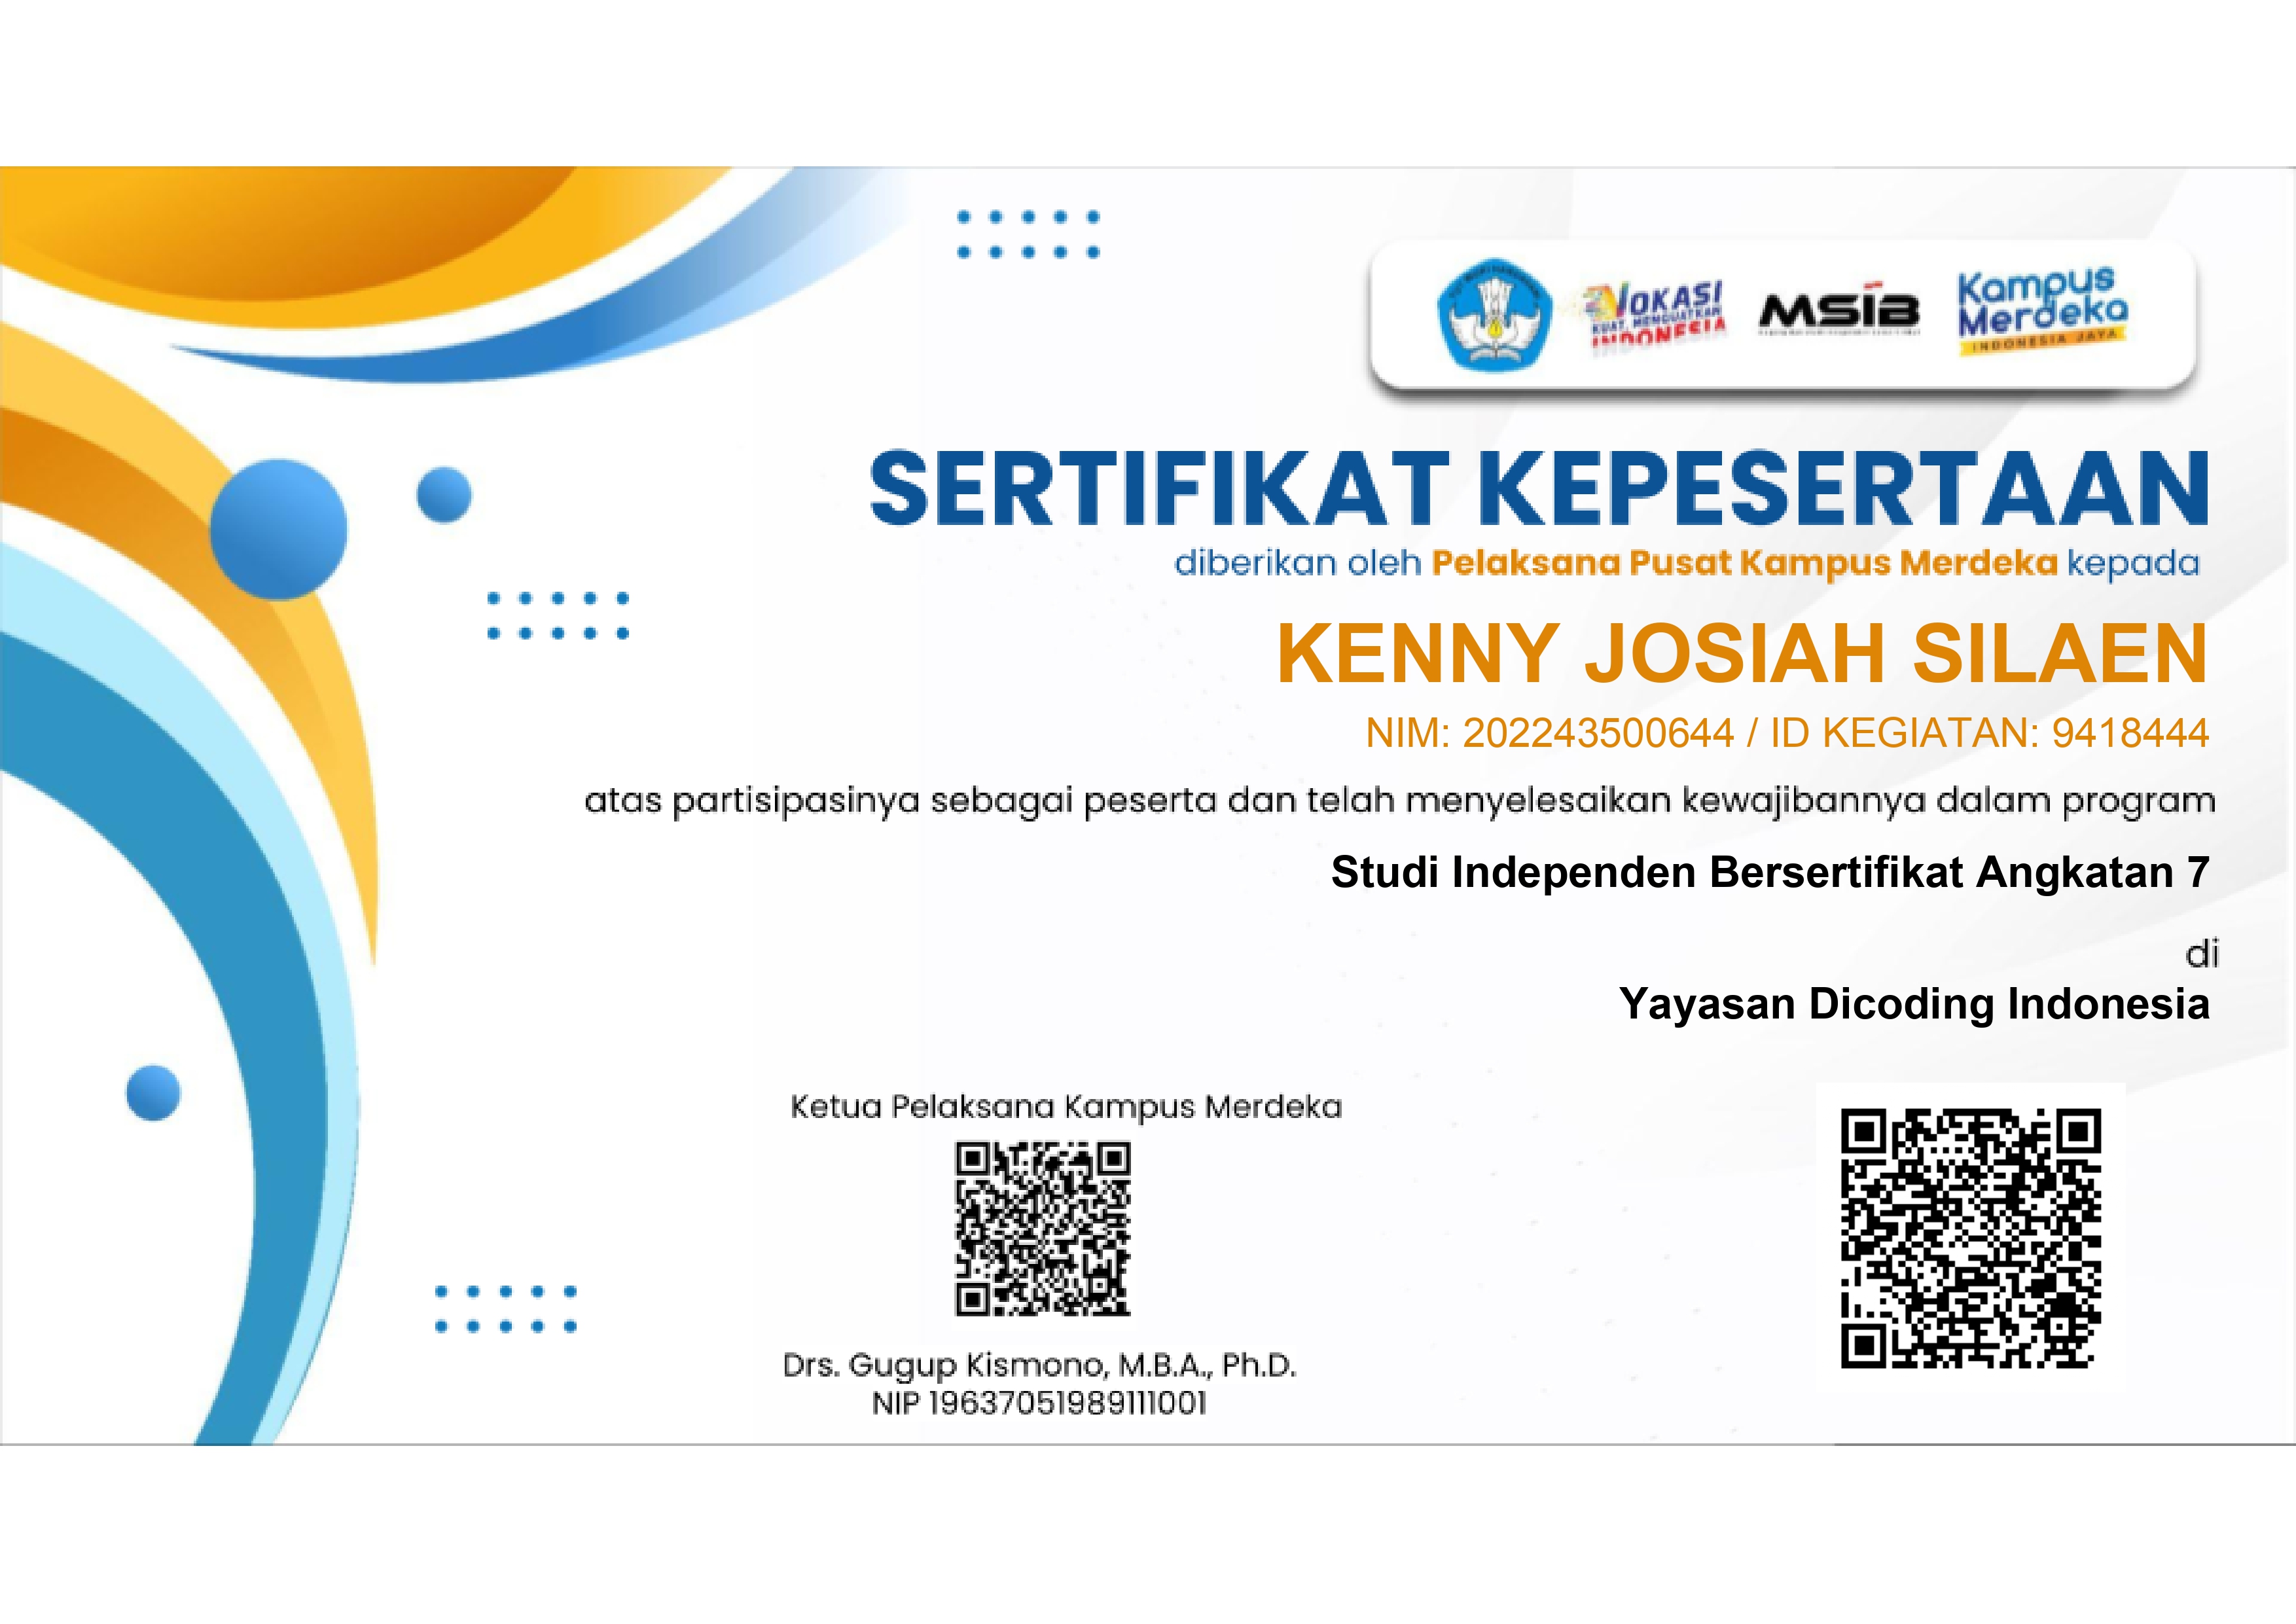 VOKASI
KUAT, MENGUATKAN
INDONESIA
MSIB
Kampus
Merdeka
INDONESIA JAYA
SERTIFIKAT KEPESERTAAN
diberikan oleh Pelaksana Pusat Kampus Merdeka kepada
KENNY JOSIAH SILAEN
NIM: 202243500644 / ID KEGIATAN: 9418444
atas partisipasinya sebagai peserta dan telah menyelesaikan kewajibannya dalam program
Studi Independen Bersertifikat Angkatan 7
di
Yayasan Dicoding Indonesia
Ketua Pelaksana Kampus Merdeka
Drs. Gugup Kismono, M.B.A., Ph.D.
NIP 196370519891111001